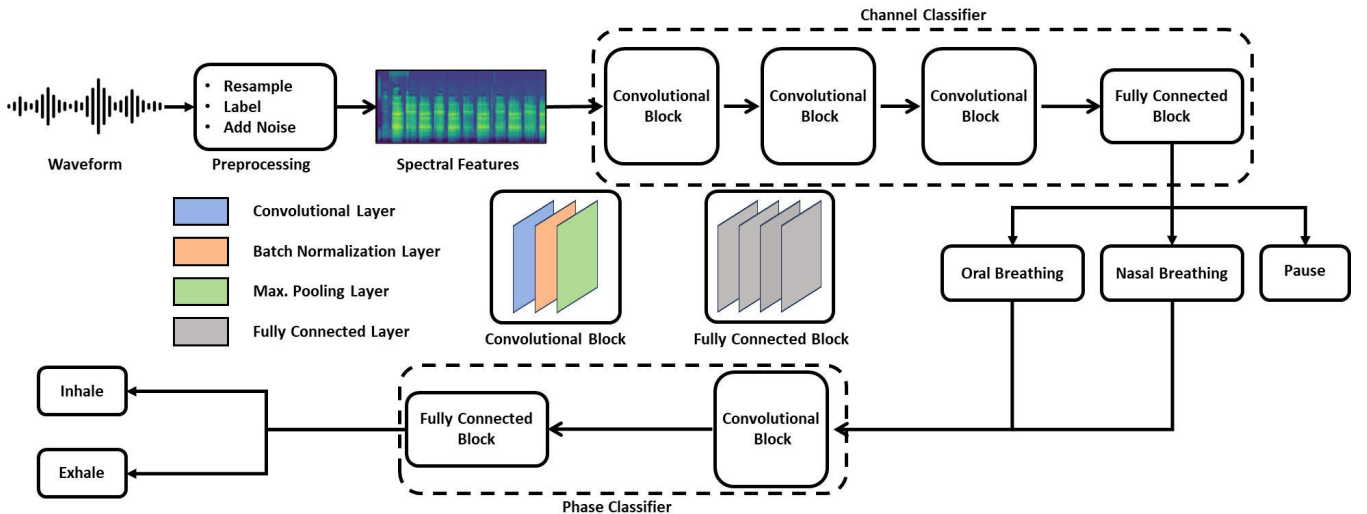 Channel Classifier
• Resample
• Label
• Add Noise
Convolutional
Block
Convolutional
Block
Convolutional
Block
Fully Connected
Block
Waveform
Preprocessing
Spectral Features
Convolutional Layer
Batch Normalization Layer
Max. Pooling Layer
Fully Connected Layer
Convolutional Block
Fully Connected Block
Oral Breathing
Nasal Breathing
Pause
Inhale
Exhale
Fully Connected
Block
Convolutional
Block
Phase Classifier